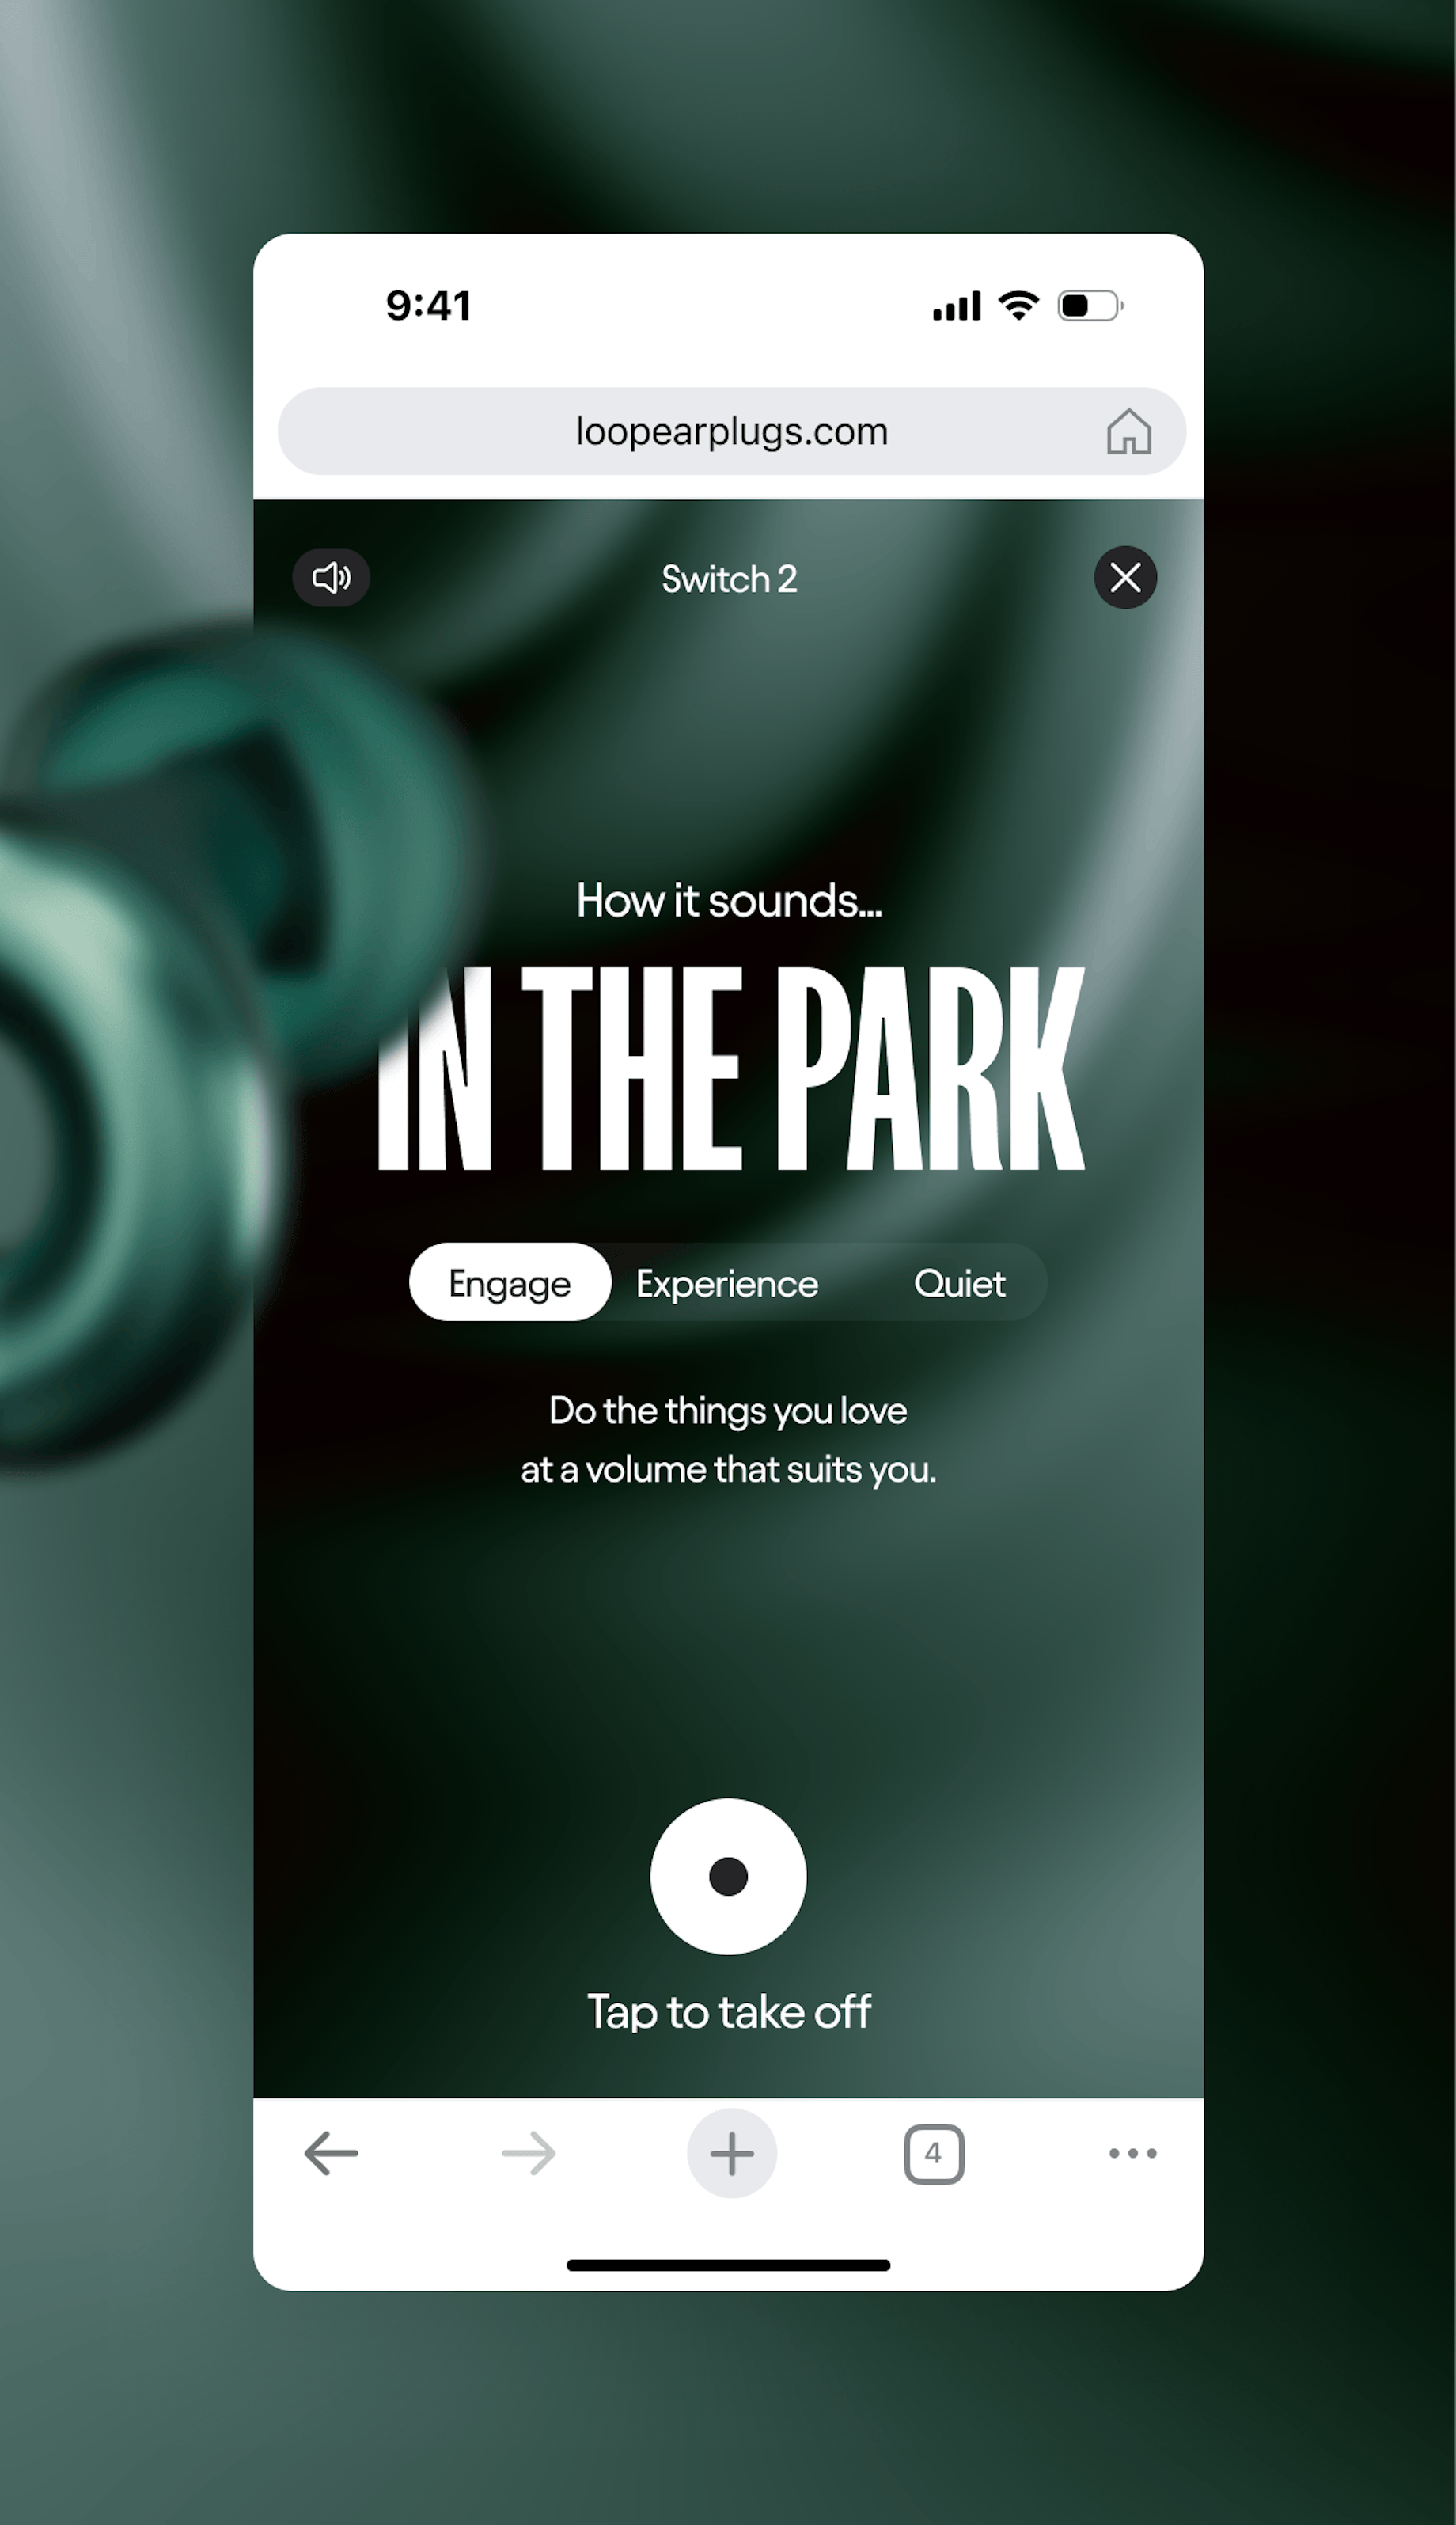 9:41
loopearplugs.com
Switch 2
How it sounds...
IN THE PARK
Engage Experience Quiet
Do the things you love
at a volume that suits you.
Tap to take off
4